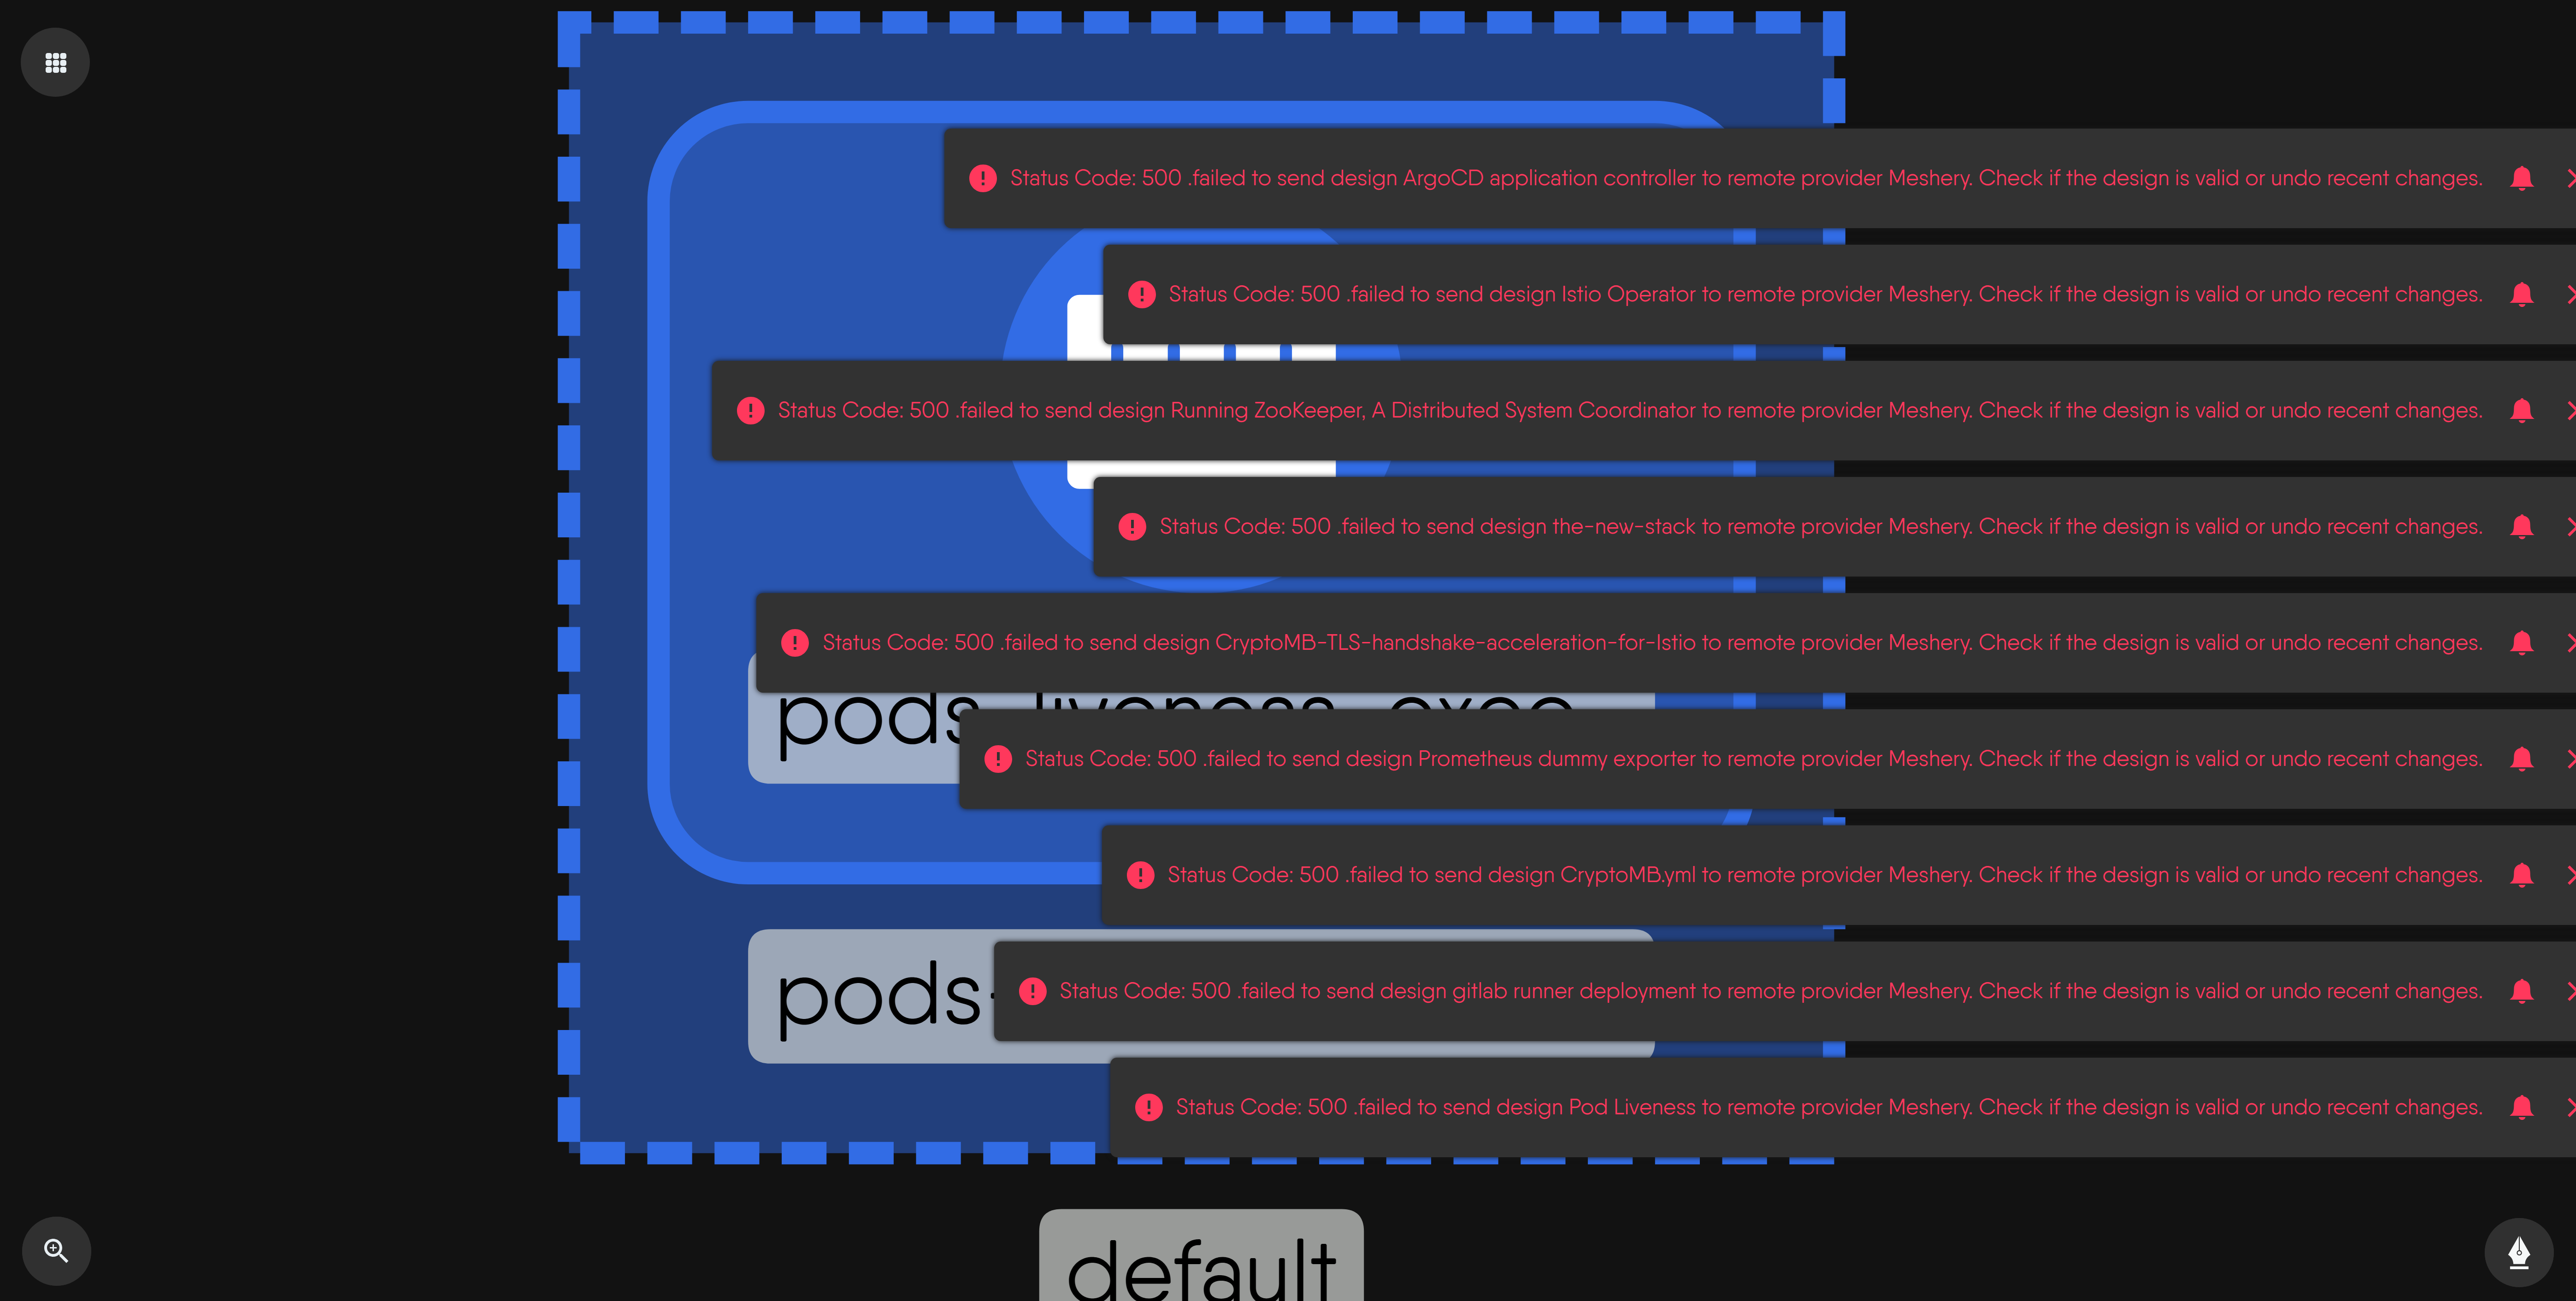 Status Code: 500 .failed to send design ArgoCD application controller to remote provider Meshery. Check if the design is valid or undo recent changes.
Status Code: 500 .failed to send design Istio Operator to remote provider Meshery. Check if the design is valid or undo recent changes.
Status Code: 500 .failed to send design Running ZooKeeper, A Distributed System Coordinator to remote provider Meshery. Check if the design is valid or undo recent changes.
Status Code: 500 .failed to send design the-new-stack to remote provider Meshery. Check if the design is valid or undo recent changes.
Status Code: 500 .failed to send design CryptoMB-TLS-handshake-acceleration-for-Istio to remote provider Meshery. Check if the design is valid or undo recent changes.
pods-liveness-exec
Status Code: 500 .failed to send design Prometheus dummy exporter to remote provider Meshery. Check if the design is valid or undo recent changes.
Status Code: 500 .failed to send design CryptoMB.yml to remote provider Meshery. Check if the design is valid or undo recent changes.
pods-
Status Code: 500 .failed to send design gitlab runner deployment to remote provider Meshery. Check if the design is valid or undo recent changes.
Status Code: 500 .failed to send design Pod Liveness to remote provider Meshery. Check if the design is valid or undo recent changes.
default